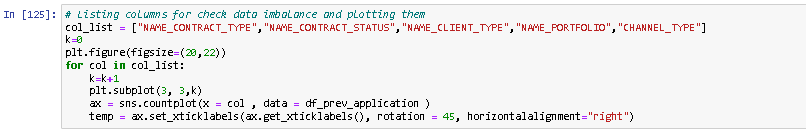 In [125]: # Listing columns for check data imbalance and plotting them
col_list = ["NAME_CONTRACT_TYPE","NAME_CONTRACT_STATUS","NAME_CLIENT_TYPE","NAME_PORTFOLIO","CHANNEL_TYPE"]
k=0
plt.figure(figsize=(20,22))
for col in col_list:
    k=k+1
    plt.subplot(3, 3,k)
    ax = sns.countplot(x = col , data = df_prev_application )
    temp = ax.set_xticklabels(ax.get_xticklabels(), rotation = 45, horizontalalignment="right")